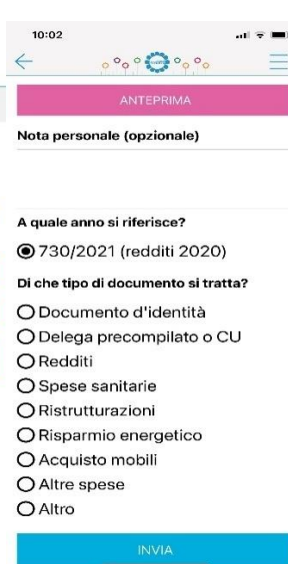 10:02
ANTEPRIMA
Nota personale (opzionale)
A quale anno si riferisce?
730/2021 (redditi 2020)
Di che tipo di documento si tratta?
Documento d'identità
Delega precompilato o CU
Redditi
Spese sanitarie
Ristrutturazioni
Risparmio energetico
Acquisto mobili
Altre spese
Altro
INVIA